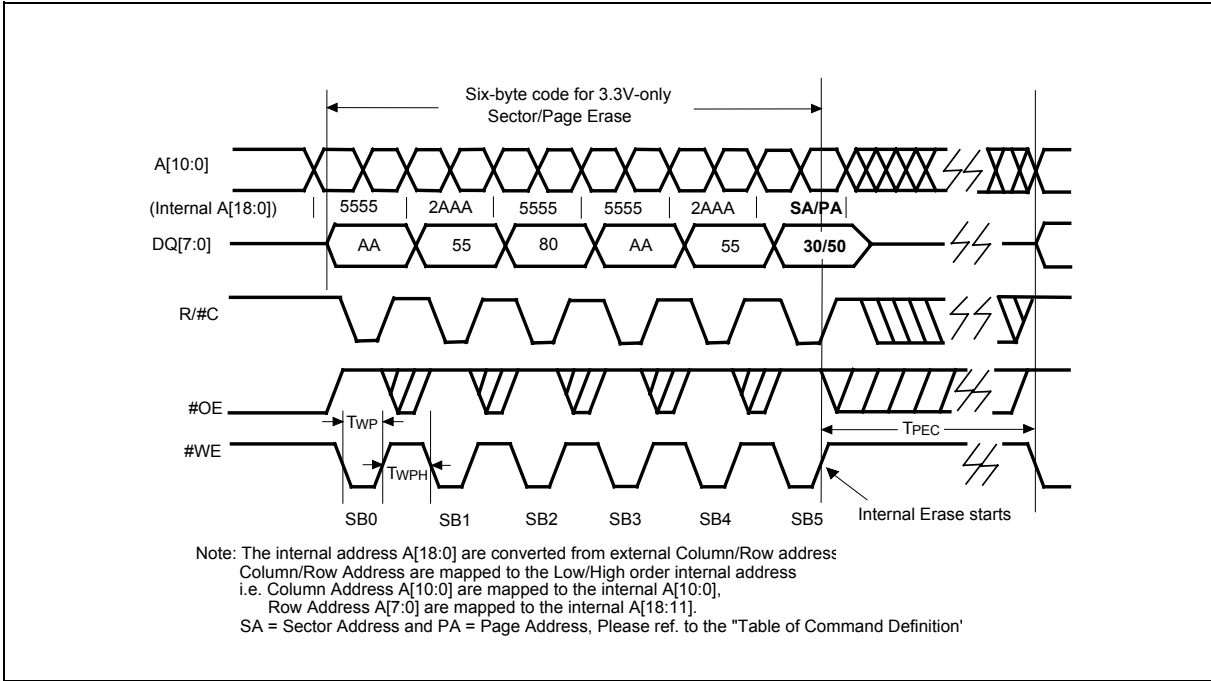 Six-byte code for 3.3V-only
Sector/Page Erase
A[10:0]
(Internal A[18:0]) 5555 2AAA 5555 5555 2AAA SA/PA
DQ[7:0] AA 55 80 AA 55 30/50
R/#C
#OE
TWP
TPEC
#WE
TWPH
SB0 SB1 SB2 SB3 SB4 SB5 Internal Erase starts
Note: The internal address A[18:0] are converted from external Column/Row address
Column/Row Address are mapped to the Low/High order internal address
i.e. Column Address A[10:0] are mapped to the internal A[10:0],
Row Address A[7:0] are mapped to the internal A[18:11].
SA = Sector Address and PA = Page Address, Please ref. to the "Table of Command Definition'